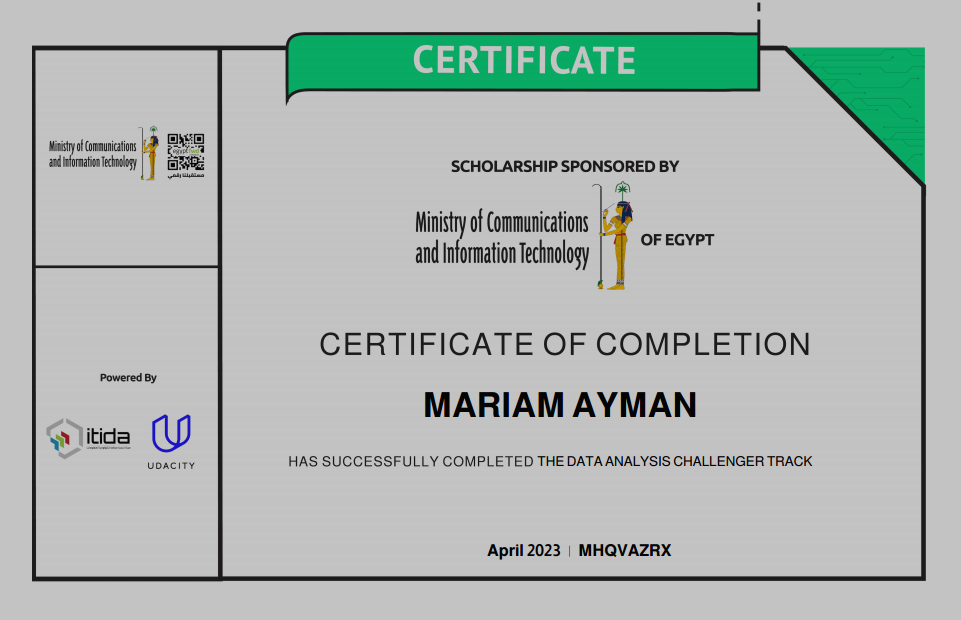 CERTIFICATE
Ministry of Communications
and Information Technology
egypt
مستقبلنا رقمي
SCHOLARSHIP SPONSORED BY
Ministry of Communications
and Information Technology
OF EGYPT
CERTIFICATE OF COMPLETION
MARIAM AYMAN
HAS SUCCESSFULLY COMPLETED THE DATA ANALYSIS CHALLENGER TRACK
April 2023 | MHQVAZRX
Powered By
itida
UDACITY